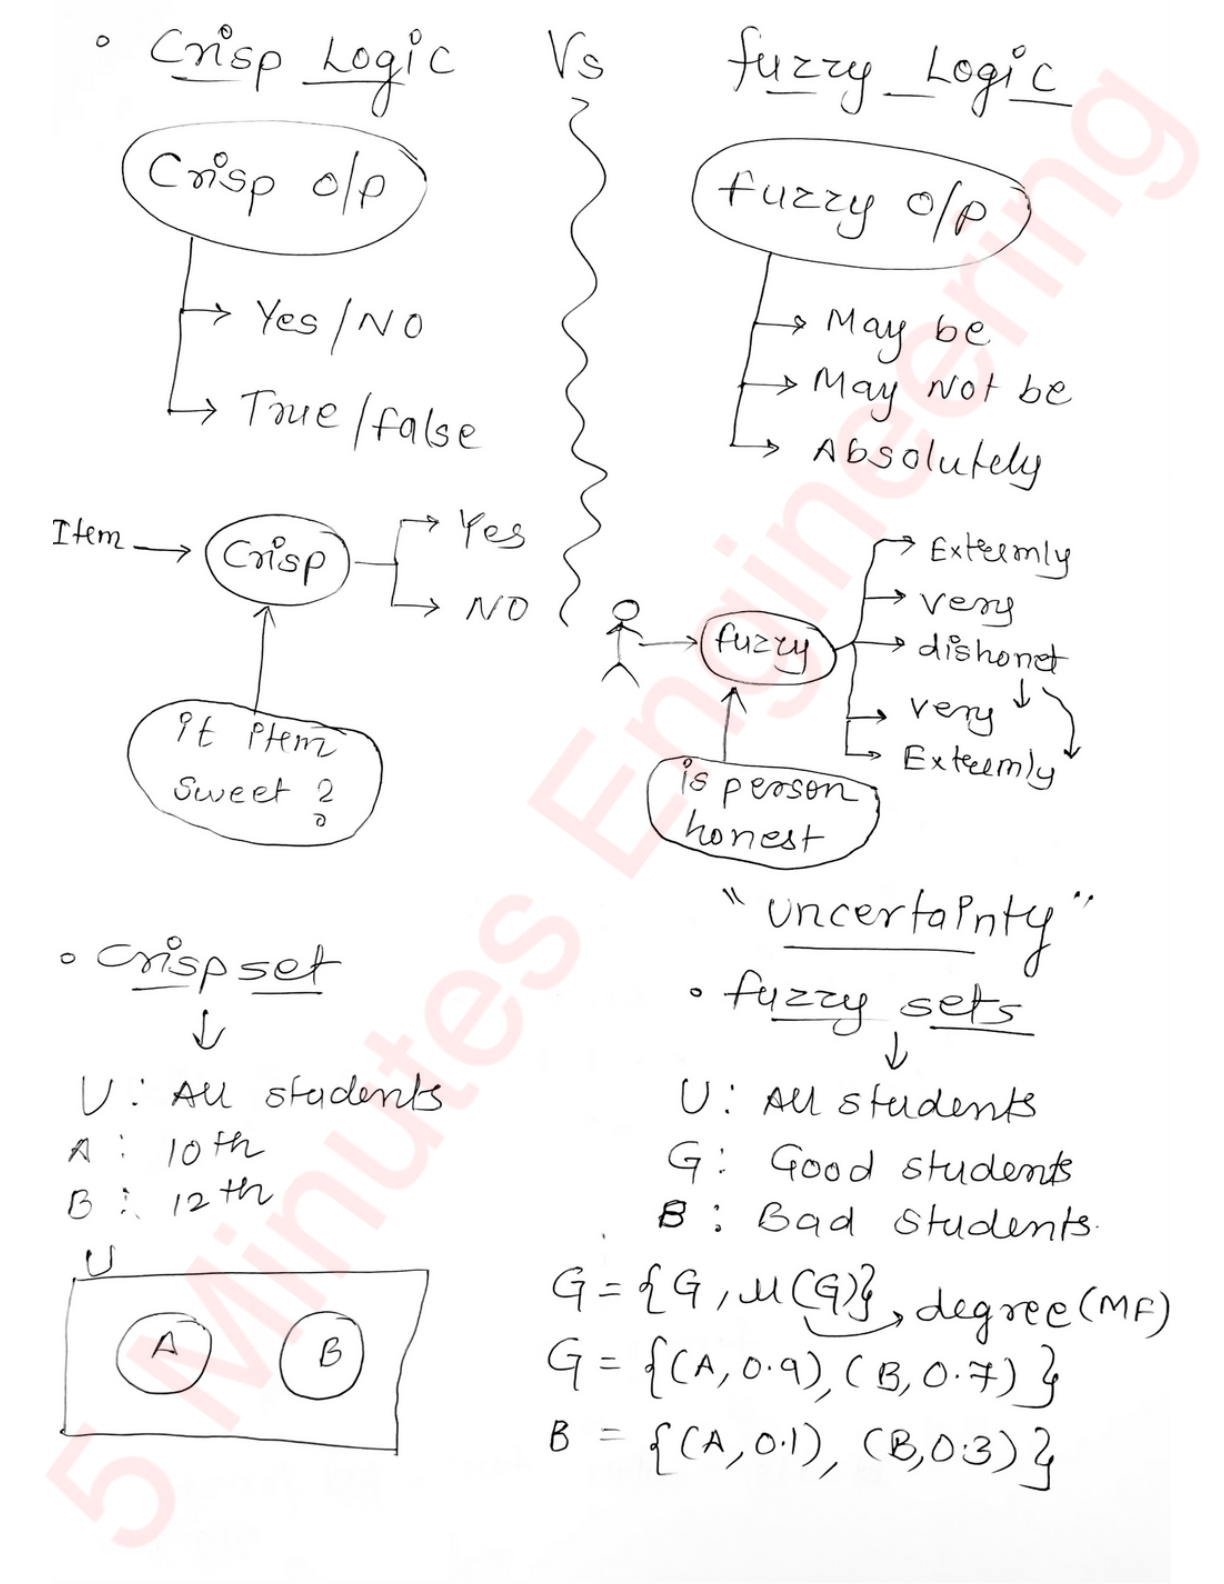 • Crisp Logic Vs fuzzy Logic
Crisp o/p
Yes/NO
True/false
fuzzy o/p
May be
May Not be
Absolutely
Item
Crisp
Yes
NO
it item
sweet ?
fuzzy
Exteemly
very
dishonet
very
Exteemly
is person
honest
"uncertainty"
• Crisp set
U: All students
A: 10th
B: 12th
U
A
B
• fuzzy sets
U: All students
G: Good students
B: Bad students.
G = {G, μ(G)} degree(MF)
G = {(A, 0.9), (B, 0.7)}
B = {(A, 0.1), (B, 0.3)}
5 Minutes Engineering